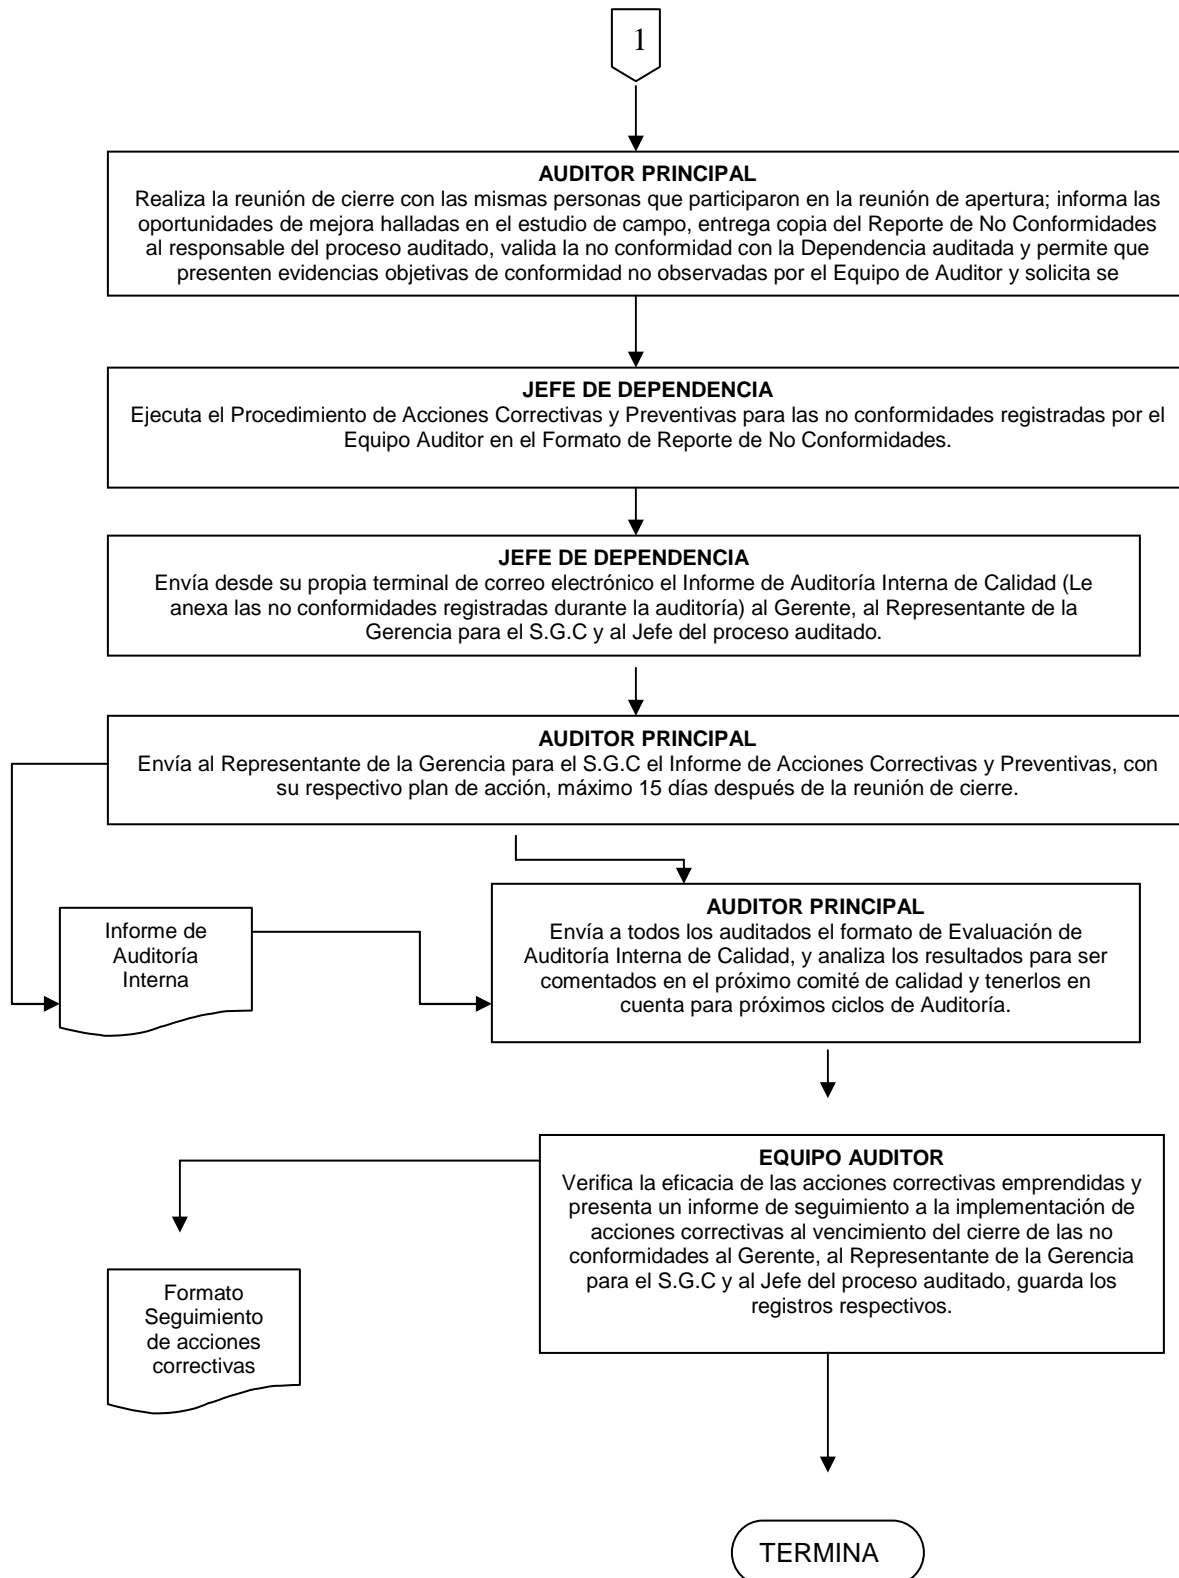 1
AUDITOR PRINCIPAL
Realiza la reunión de cierre con las mismas personas que participaron en la reunión de apertura; informa las
oportunidades de mejora halladas en el estudio de campo, entrega copia del Reporte de No Conformidades
al responsable del proceso auditado, valida la no conformidad con la Dependencia auditada y permite que
presenten evidencias objetivas de conformidad no observadas por el Equipo de Auditor y solicita se
JEFE DE DEPENDENCIA
Ejecuta el Procedimiento de Acciones Correctivas y Preventivas para las no conformidades registradas por el
Equipo Auditor en el Formato de Reporte de No Conformidades.
JEFE DE DEPENDENCIA
Envía desde su propia terminal de correo electrónico el Informe de Auditoría Interna de Calidad (Le
anexa las no conformidades registradas durante la auditoría) al Gerente, al Representante de la
Gerencia para el S.G.C y al Jefe del proceso auditado.
AUDITOR PRINCIPAL
Envía al Representante de la Gerencia para el S.G.C el Informe de Acciones Correctivas y Preventivas, con
su respectivo plan de acción, máximo 15 días después de la reunión de cierre.
Informe de
Auditoría
Interna
AUDITOR PRINCIPAL
Envía a todos los auditados el formato de Evaluación de
Auditoría Interna de Calidad, y analiza los resultados para ser
comentados en el próximo comité de calidad y tenerlos en
cuenta para próximos ciclos de Auditoría.
EQUIPO AUDITOR
Verifica la eficacia de las acciones correctivas emprendidas y
presenta un informe de seguimiento a la implementación de
acciones correctivas al vencimiento del cierre de las no
conformidades al Gerente, al Representante de la Gerencia
para el S.G.C y al Jefe del proceso auditado, guarda los
registros respectivos.
Formato
Seguimiento
de acciones
correctivas
TERMINA